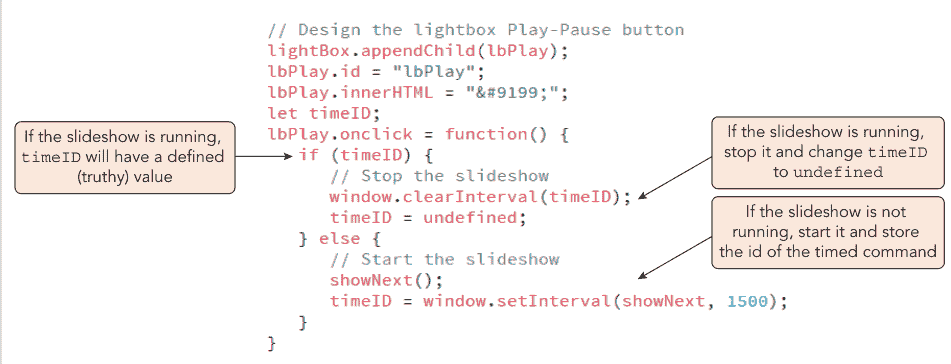 // Design the lightbox Play-Pause button
lightBox.appendChild(lbPlay);
lbPlay.id = "lbPlay";
lbPlay.innerHTML = "&#9199;";
let timeID;
lbPlay.onclick = function() {
If the slideshow is running,
timeID will have a defined
(truthy) value
if (timeID) {
// Stop the slideshow
window.clearInterval(timeID);
timeID = undefined;
If the slideshow is running,
stop it and change timeID
to undefined
} else {
// Start the slideshow
showNext();
timeID = window.setInterval(showNext, 1500);
If the slideshow is not
running, start it and store
the id of the timed command
}
}